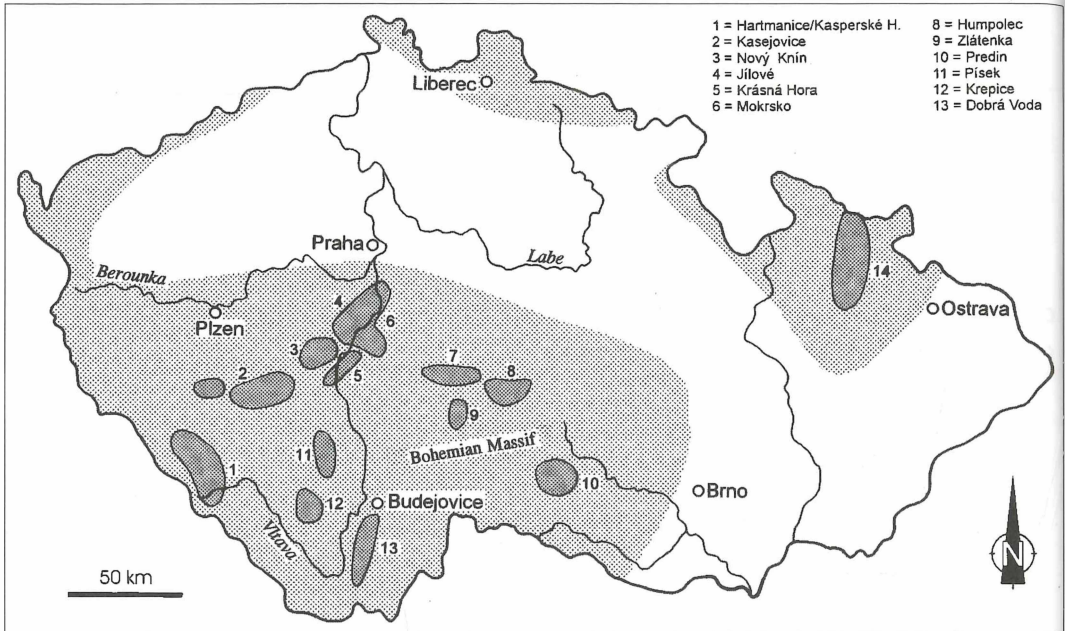 1 = Hartmanice/Kasperské H.
2 = Kasejovice
3 = Nový Knín
4 = Jílové
5 = Krásná Hora
6 = Mokrsko
8 = Humpolec
9 = Zlátenka
10 = Predin
11 = Písek
12 = Krepice
13 = Dobrá Voda
Liberec
Praha
Labe
Berounka
14
4
Ostrava
Plzen
6
3
7
5
2
8
9
Bohemian Massif
11
1
10
Brno
12
Budejovice
Vltava
13
N
50 km